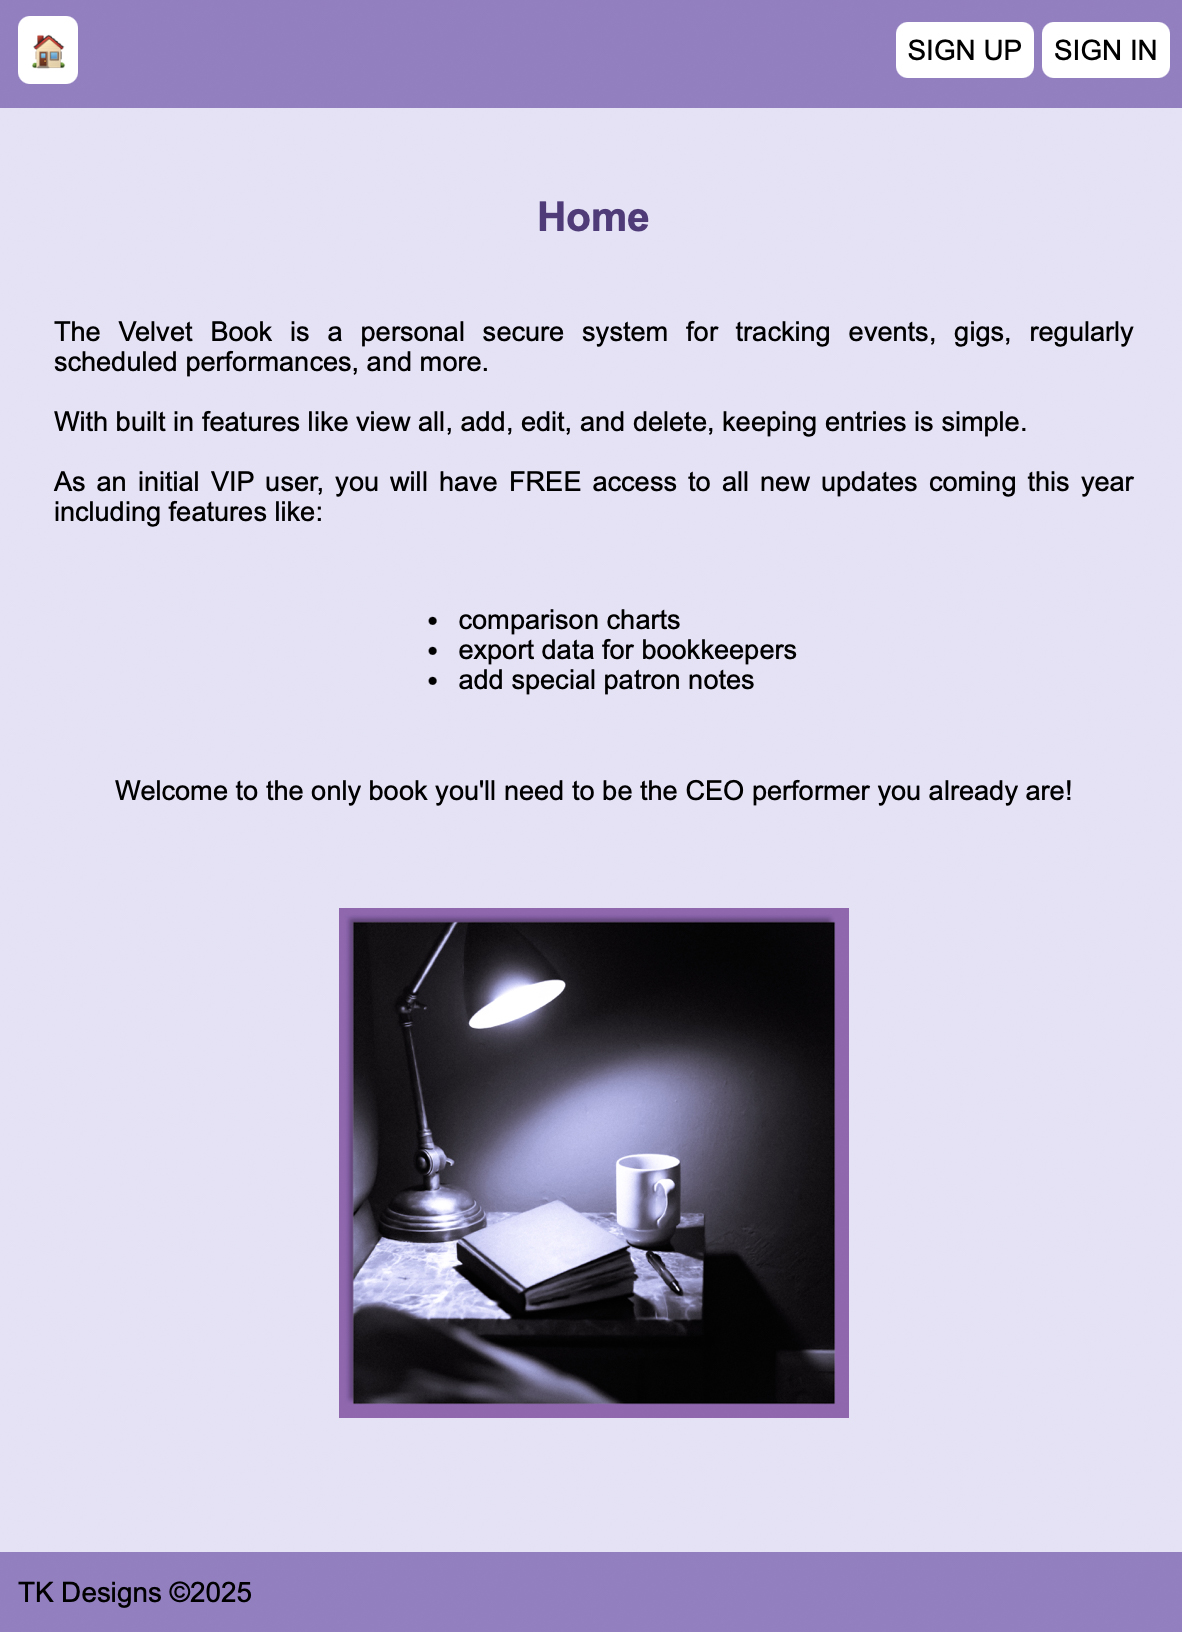 SIGN UP SIGN IN
Home
The Velvet Book is a personal secure system for tracking events, gigs, regularly
scheduled performances, and more.
With built in features like view all, add, edit, and delete, keeping entries is simple.
As an initial VIP user, you will have FREE access to all new updates coming this year
including features like:
• comparison charts
• export data for bookkeepers
• add special patron notes
Welcome to the only book you'll need to be the CEO performer you already are!
TK Designs ©2025